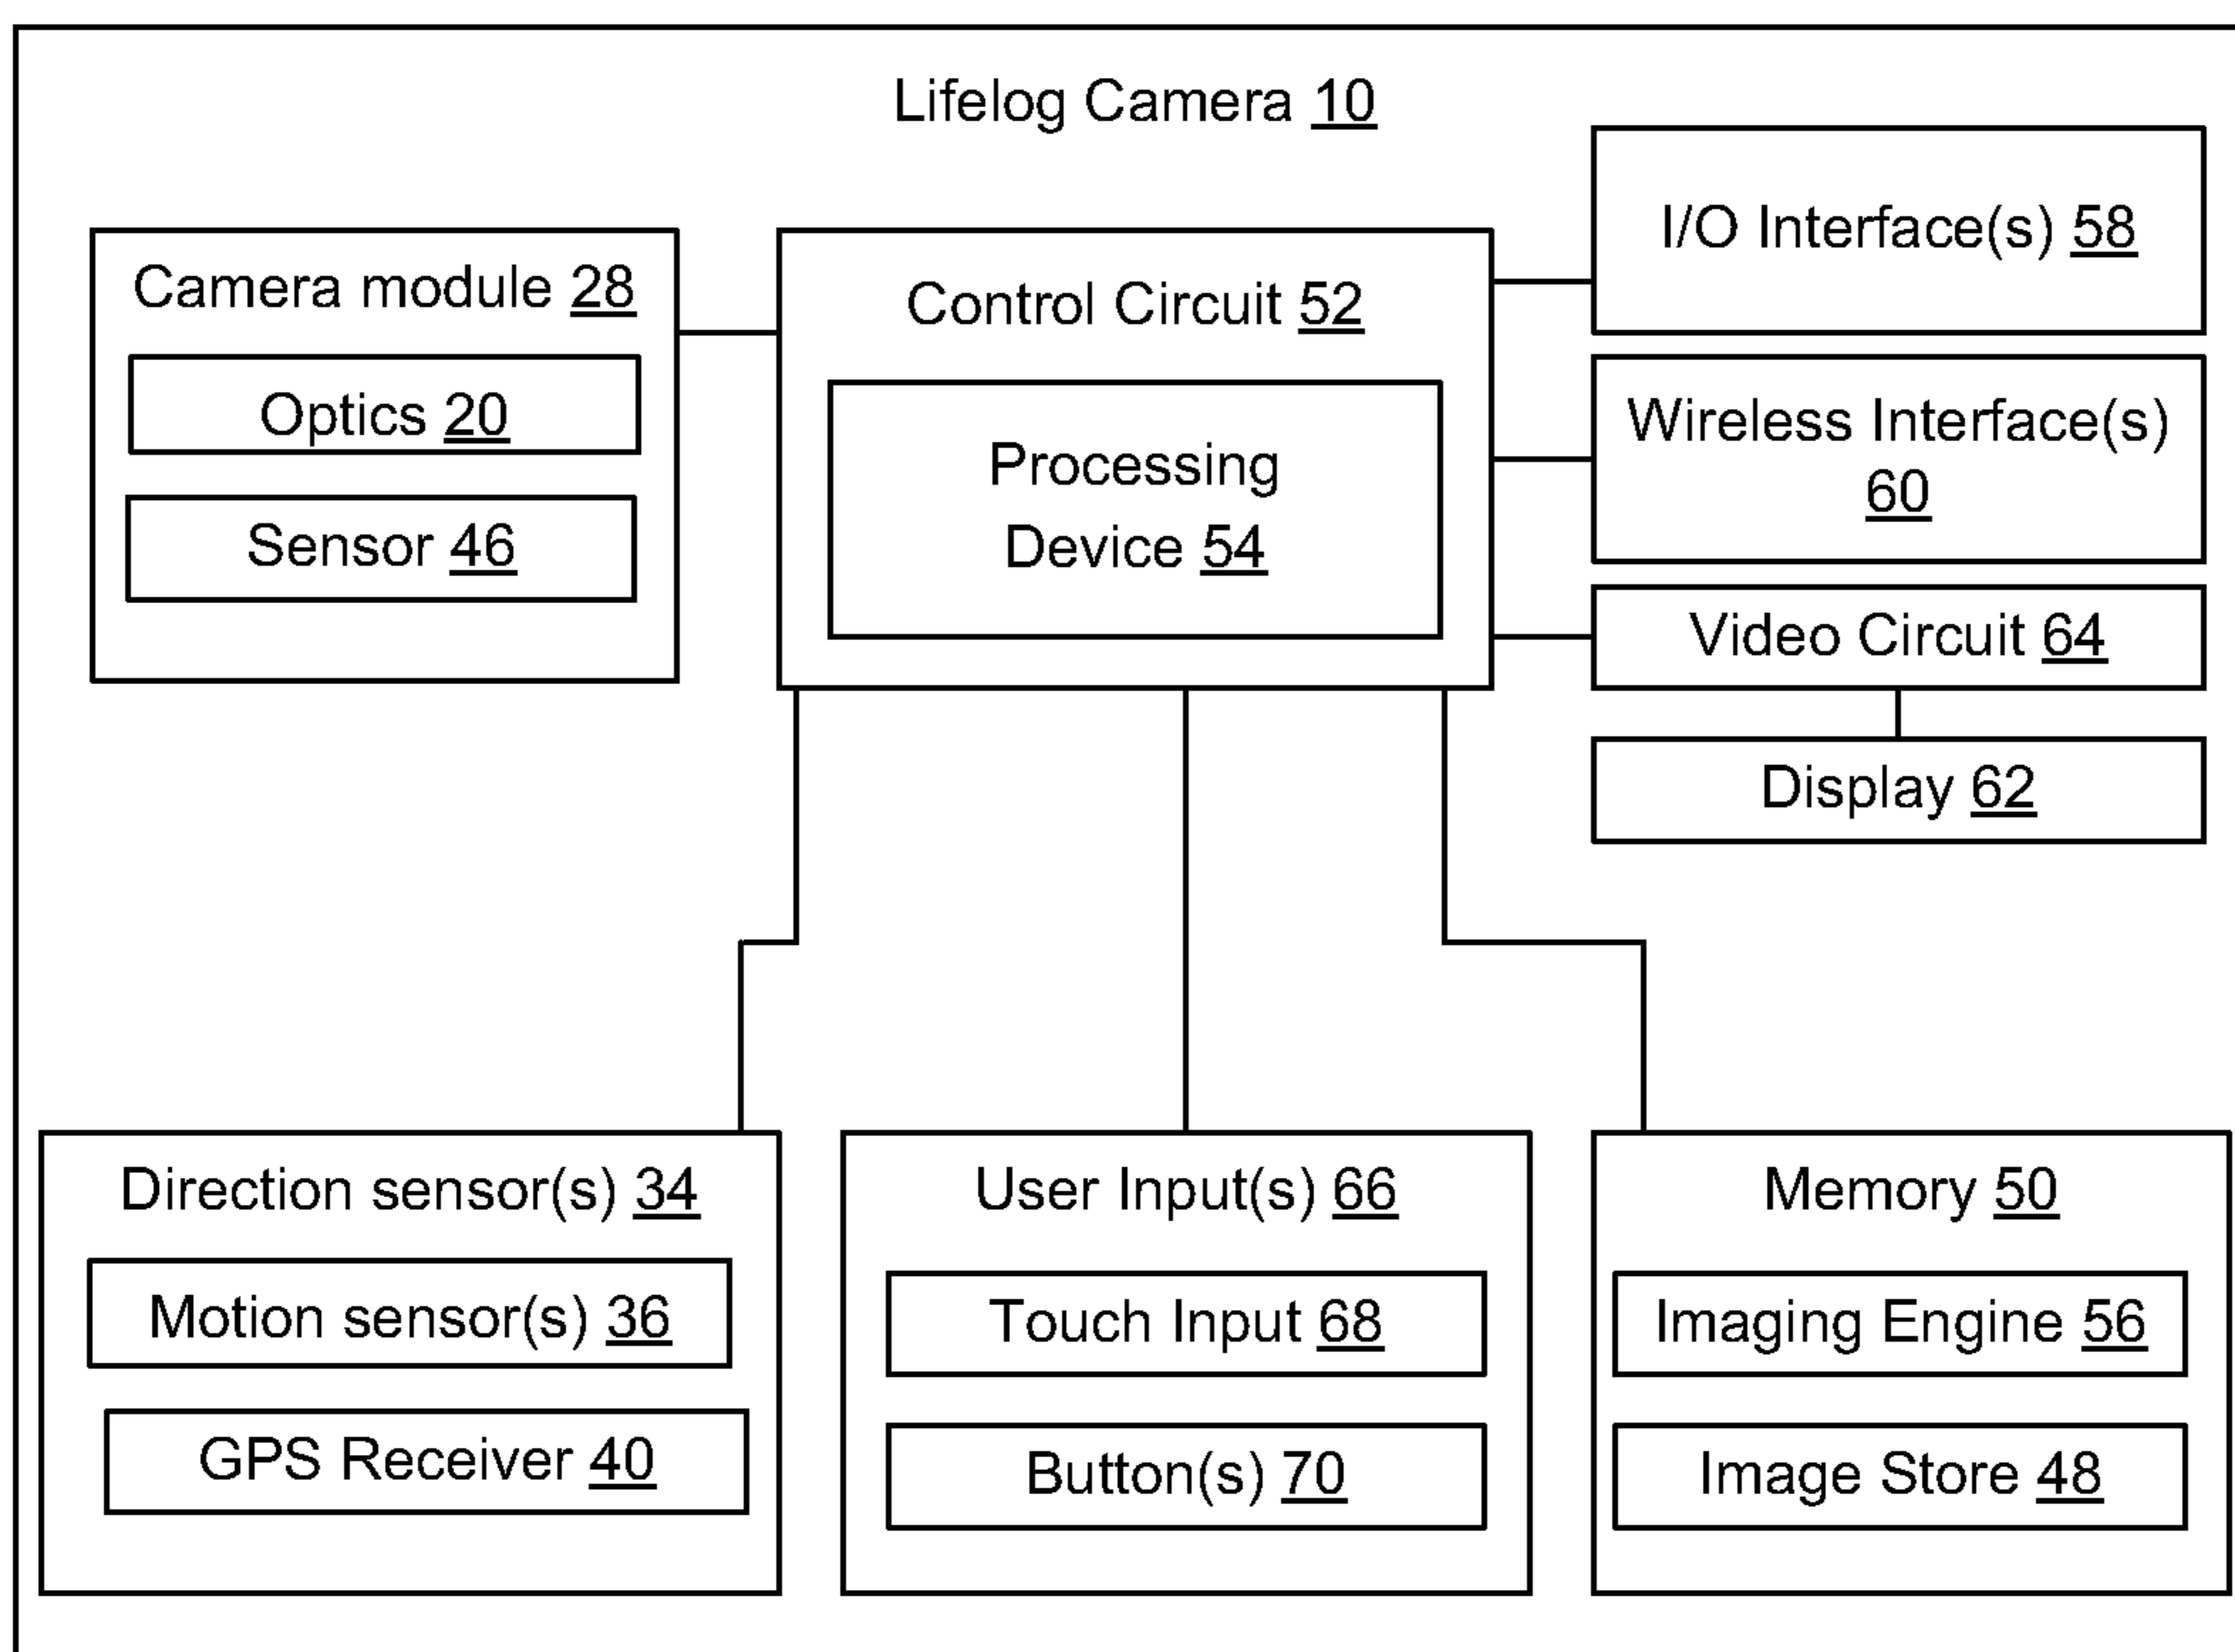 Lifelog Camera 10
Camera module 28
Optics 20
Sensor 46
Control Circuit 52
Processing
Device 54
I/O Interface(s) 58
Wireless Interface(s)
60
Video Circuit 64
Display 62
Direction sensor(s) 34
Motion sensor(s) 36
GPS Receiver 40
User Input(s) 66
Touch Input 68
Button(s) 70
Memory 50
Imaging Engine 56
Image Store 48